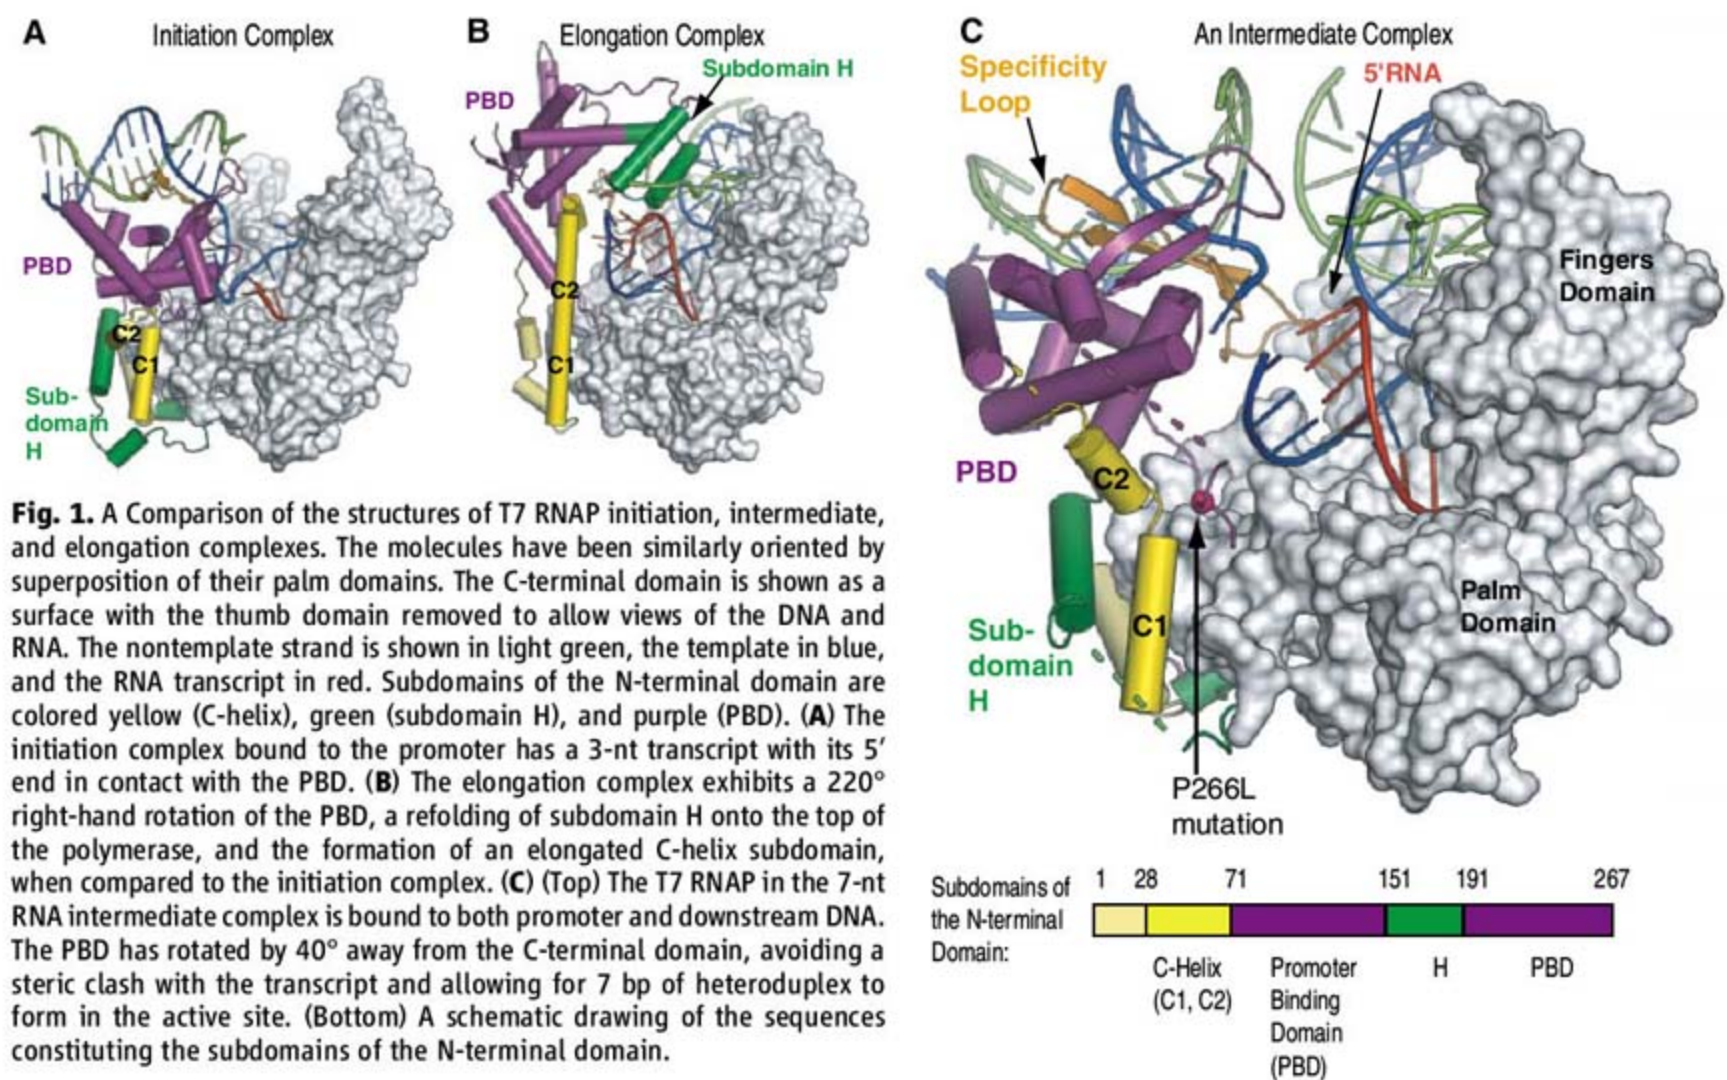 A
Initiation Complex
PBD
C2
C1
Sub-
domain
H
B
Elongation Complex
Subdomain H
PBD
C2
C1
C
An Intermediate Complex
Specificity
Loop
5'RNA
Fingers
Domain
PBD
C2
C1
Sub-
domain
H
Palm
Domain
P266L
mutation
Fig. 1. A Comparison of the structures of T7 RNAP initiation, intermediate,
and elongation complexes. The molecules have been similarly oriented by
superposition of their palm domains. The C-terminal domain is shown as a
surface with the thumb domain removed to allow views of the DNA and
RNA. The nontemplate strand is shown in light green, the template in blue,
and the RNA transcript in red. Subdomains of the N-terminal domain are
colored yellow (C-helix), green (subdomain H), and purple (PBD). (A) The
initiation complex bound to the promoter has a 3-nt transcript with its 5′
end in contact with the PBD. (B) The elongation complex exhibits a 220°
right-hand rotation of the PBD, a refolding of subdomain H onto the top of
the polymerase, and the formation of an elongated C-helix subdomain,
when compared to the initiation complex. (C) (Top) The T7 RNAP in the 7-nt
RNA intermediate complex is bound to both promoter and downstream DNA.
The PBD has rotated by 40° away from the C-terminal domain, avoiding a
steric clash with the transcript and allowing for 7 bp of heteroduplex to
form in the active site. (Bottom) A schematic drawing of the sequences
constituting the subdomains of the N-terminal domain.
Subdomains of
the N-terminal
Domain:
1 28 71 151 191 267
C-Helix
(C1, C2)
Promoter
Binding
Domain
(PBD)
H
PBD